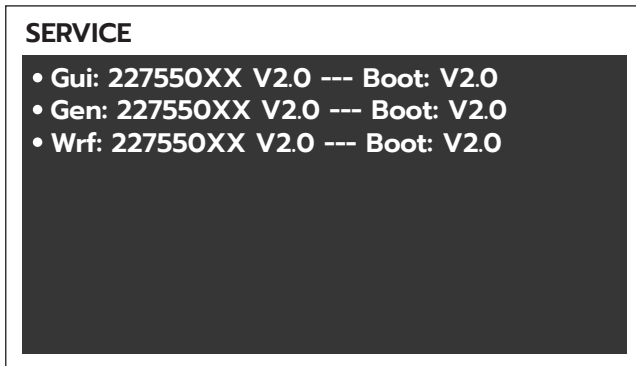 SERVICE
• Gui: 227550XX V2.0 --- Boot: V2.0
• Gen: 227550XX V2.0 --- Boot: V2.0
• Wrf: 227550XX V2.0 --- Boot: V2.0